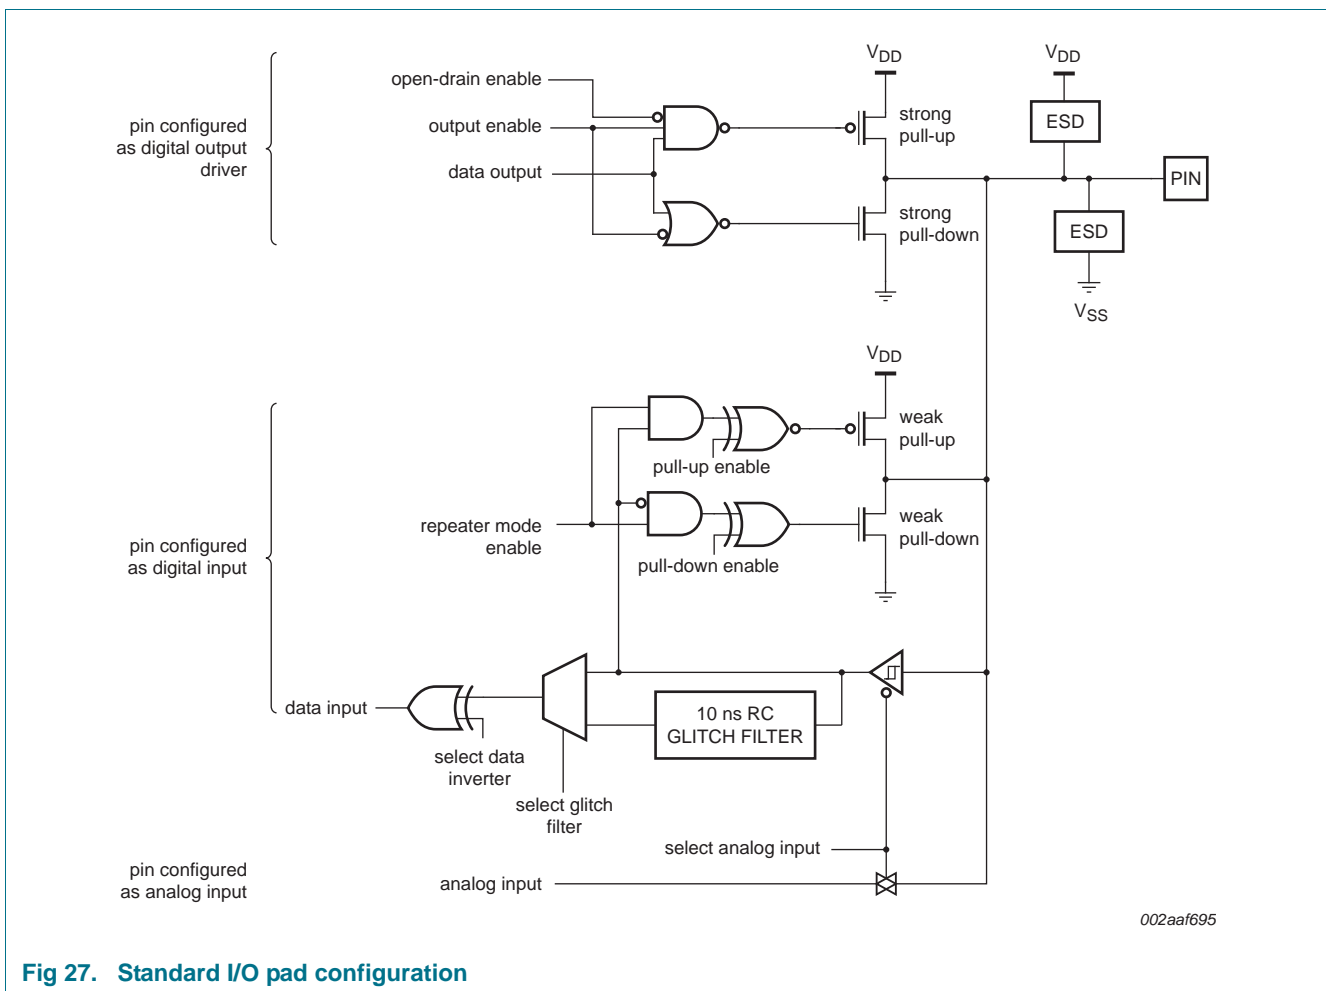 pin configured
as digital output
driver
open-drain enable
output enable
data output
VDD
strong
pull-up
strong
pull-down
VDD
ESD
PIN
ESD
VSS
pin configured
as digital input
VDD
weak
pull-up
pull-up enable
repeater mode
enable
weak
pull-down
pull-down enable
data input
select data
inverter
10 ns RC
GLITCH FILTER
select glitch
filter
select analog input
pin configured
as analog input
analog input
002aaf695
Fig 27. Standard I/O pad configuration